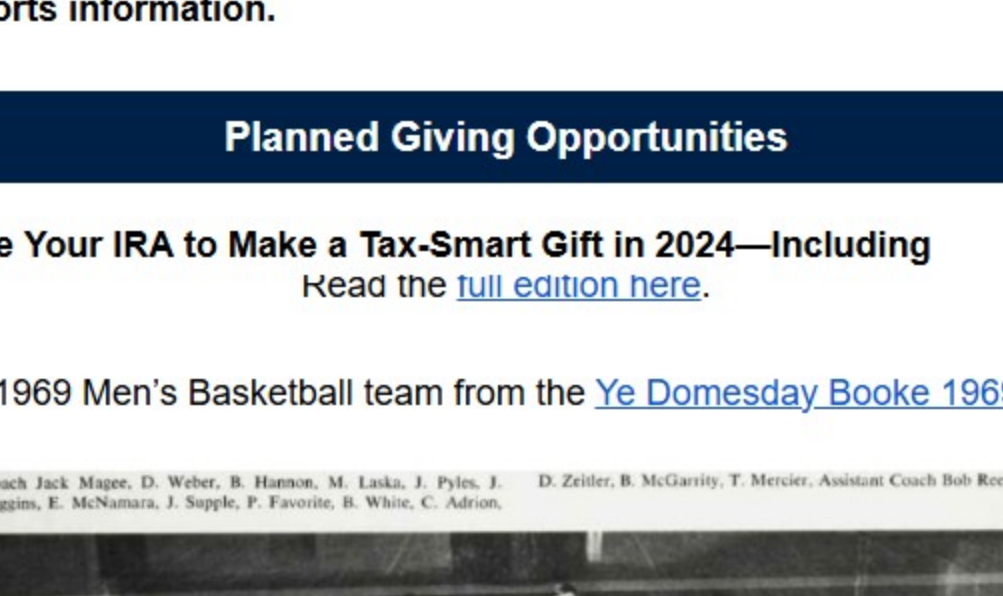 orts information.
Planned Giving Opportunities
e Your IRA to Make a Tax-Smart Gift in 2024—Including
Read the full edition here.
1969 Men’s Basketball team from the Ye Domesday Booke 1969
ach Jack Magee, D. Weber, B. Hannon, M. Laska, J. Pyles, J.
ggins, E. McNamara, J. Supple, P. Favorite, B. White, C. Adrion,
D. Zeitler, B. McGarrity, T. Mercier, Assistant Coach Bob Ree